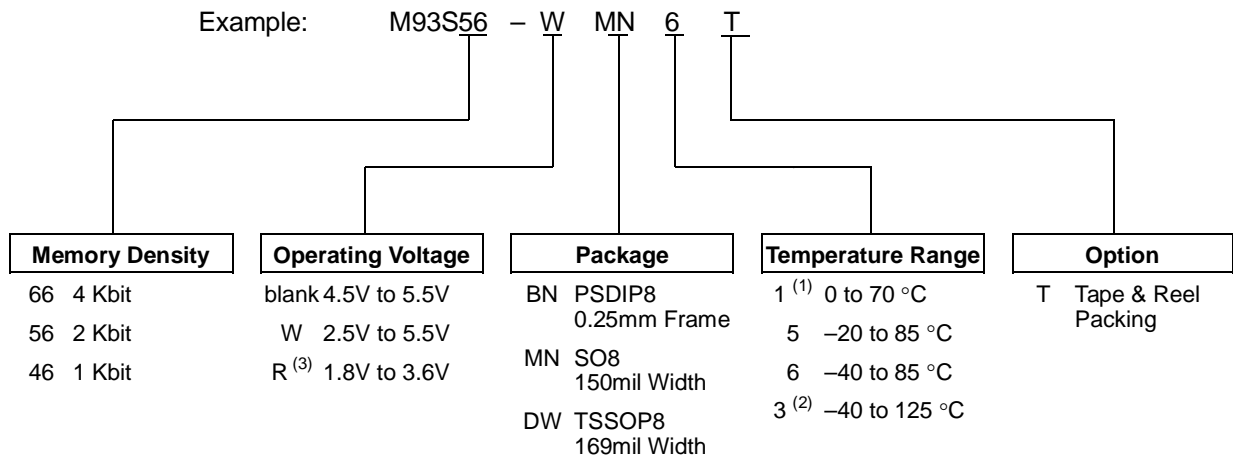 Example: M93S56 – W MN 6 T
Memory Density
66 4 Kbit
56 2 Kbit
46 1 Kbit
Operating Voltage
blank 4.5V to 5.5V
W 2.5V to 5.5V
R (3) 1.8V to 3.6V
Package
BN PSDIP8
0.25mm Frame
MN SO8
150mil Width
DW TSSOP8
169mil Width
Temperature Range
1 (1) 0 to 70 °C
5 –20 to 85 °C
6 –40 to 85 °C
3 (2) –40 to 125 °C
Option
T Tape & Reel
Packing